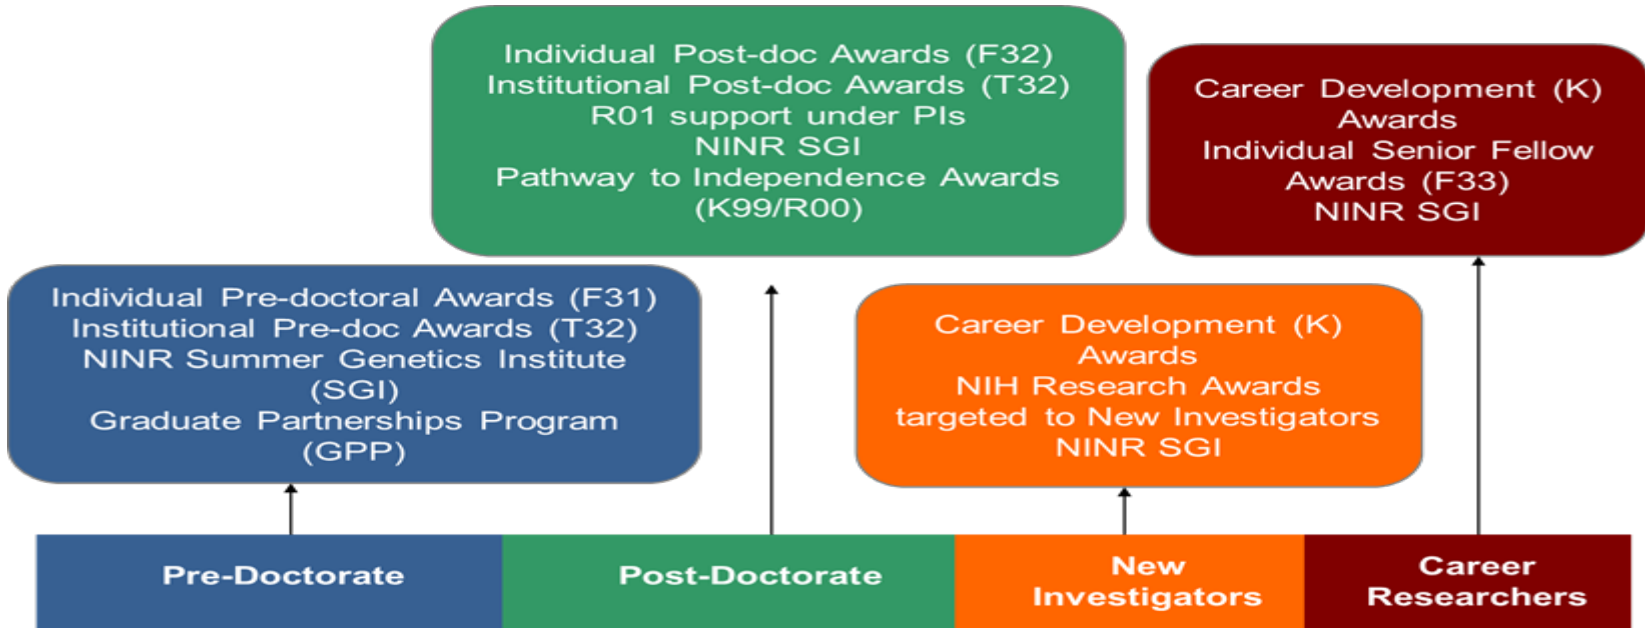 Individual Post-doc Awards (F32)
Institutional Post-doc Awards (T32)
R01 support under PIs
NINR SGI
Pathway to Independence Awards
(K99/R00)
Career Development (K)
Awards
Individual Senior Fellow
Awards (F33)
NINR SGI
Individual Pre-doctoral Awards (F31)
Institutional Pre-doc Awards (T32)
NINR Summer Genetics Institute
(SGI)
Graduate Partnerships Program
(GPP)
Career Development (K)
Awards
NIH Research Awards
targeted to New Investigators
NINR SGI
Pre-Doctorate
Post-Doctorate
New
Investigators
Career
Researchers